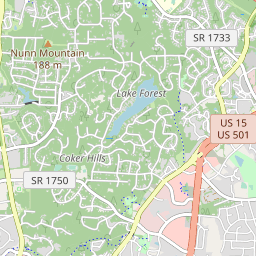 SR 1733
Nunn Mountain
188 m
Lake Forest
US 15
US 501
Coker Hills
SR 1750